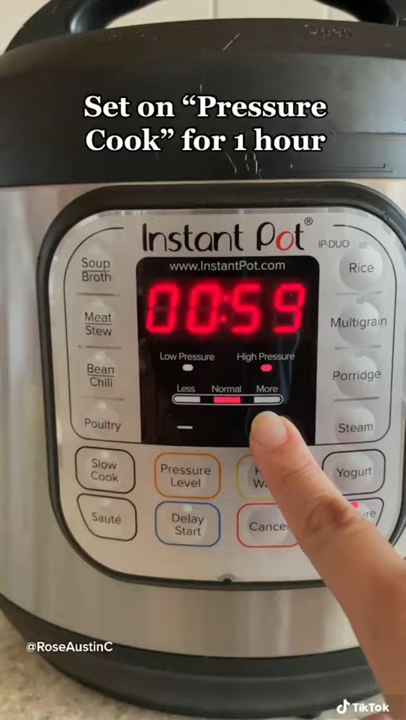 Open
Set on “Pressure
Cook” for 1 hour
Instant Pot®
IP-DUO
www.InstantPot.com
00:59
Soup
Broth
Meat
Stew
Bean
Chili
Poultry
Slow
Cook
Sauté
Low Pressure
High Pressure
Less
Normal
More
Pressure
Level
Delay
Start
Cancel
Rice
Multigrain
Porridge
Steam
Yogurt
@RoseAustinC
TikTok